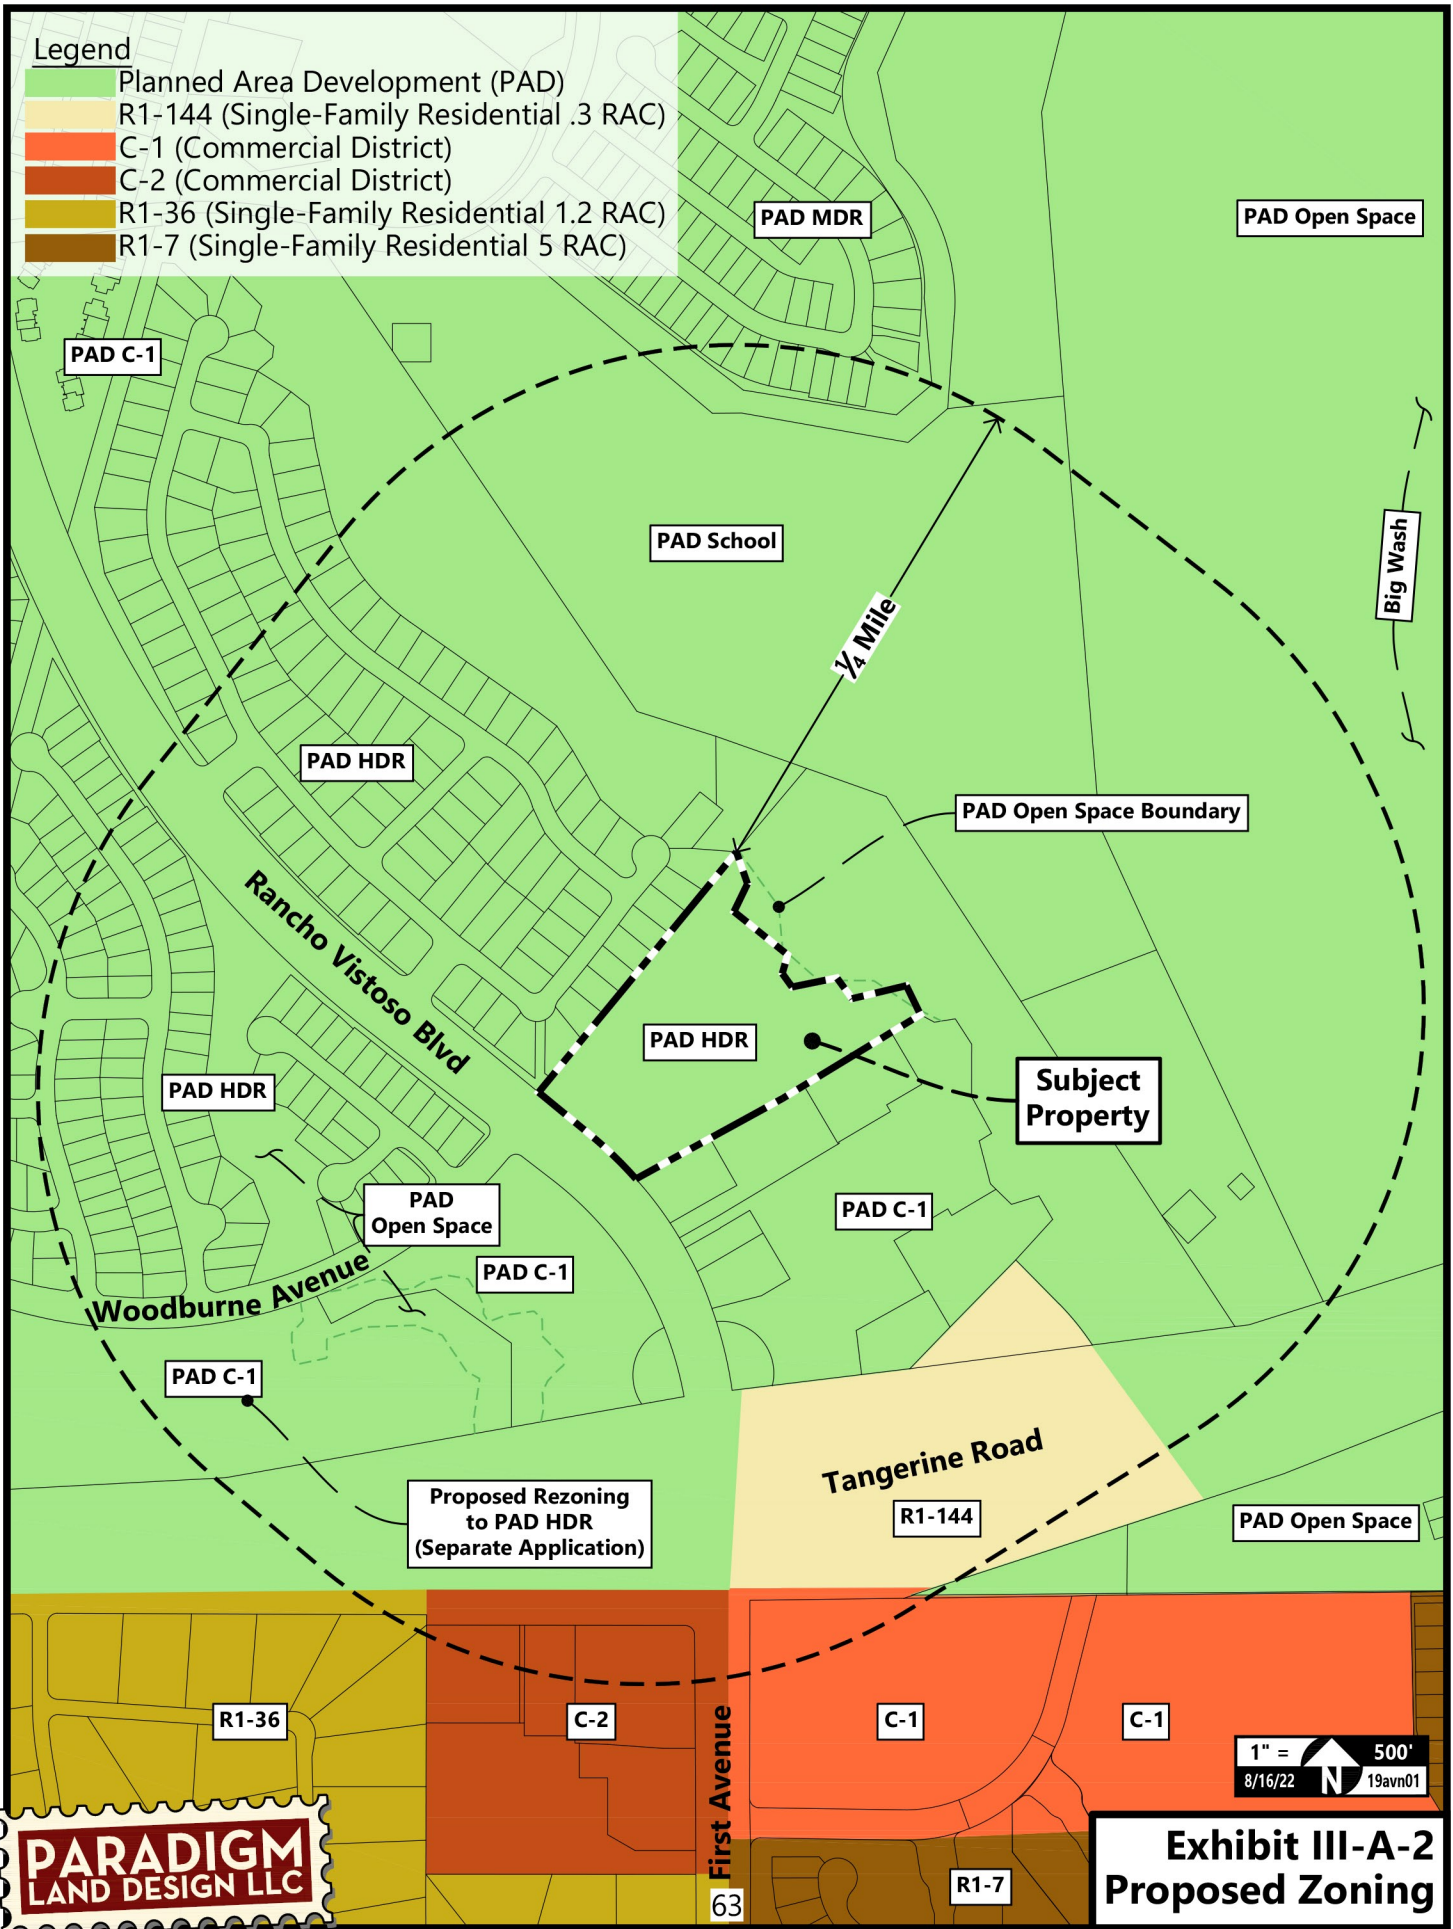 Legend
Planned Area Development (PAD)
R1-144 (Single-Family Residential .3 RAC)
C-1 (Commercial District)
C-2 (Commercial District)
R1-36 (Single-Family Residential 1.2 RAC)
R1-7 (Single-Family Residential 5 RAC)
PAD MDR
PAD Open Space
PAD C-1
PAD School
Big Wash
¼ Mile
PAD HDR
PAD Open Space Boundary
Rancho Vistoso Blvd
PAD HDR
PAD HDR
Subject
Property
PAD
Open Space
PAD C-1
PAD C-1
Woodburne Avenue
PAD C-1
Tangerine Road
Proposed Rezoning
to PAD HDR
(Separate Application)
R1-144
PAD Open Space
R1-36
C-2
First Avenue
C-1
C-1
1" = 500'
8/16/22 N 19avn01
PARADIGM
LAND DESIGN LLC
R1-7
63
Exhibit III-A-2
Proposed Zoning